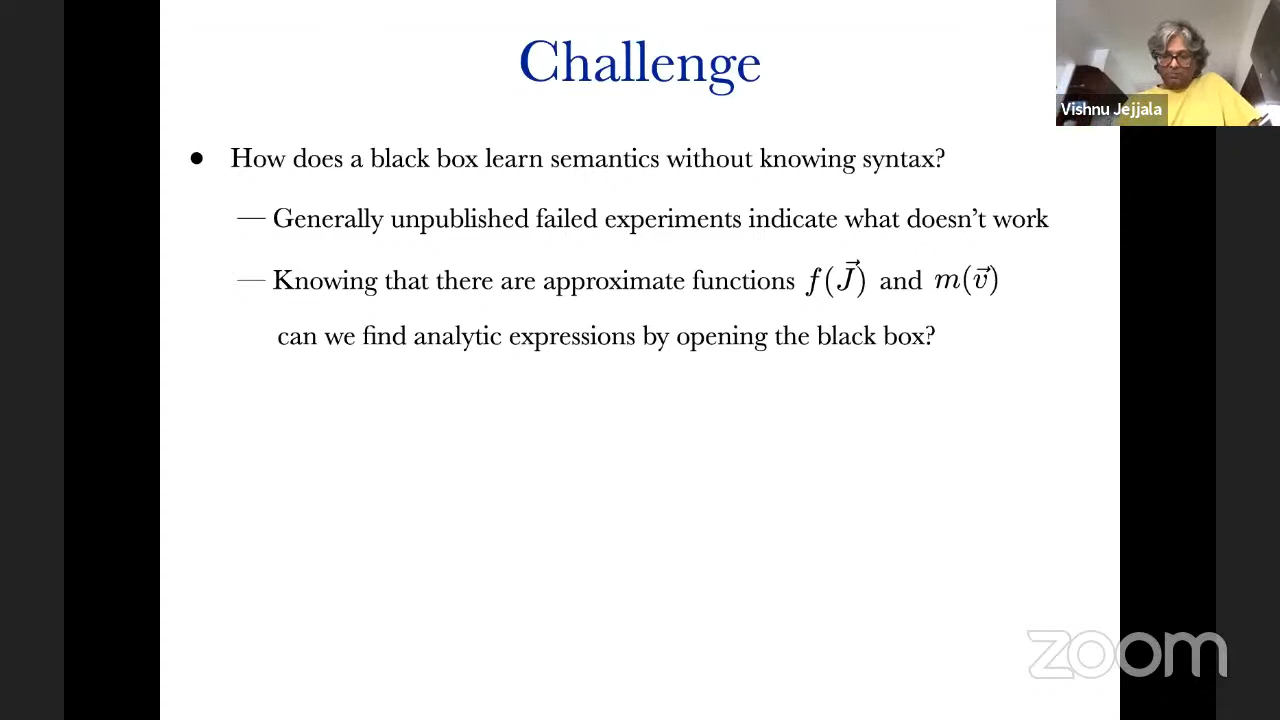 Challenge
Vishnu Jejjala
● How does a black box learn semantics without knowing syntax?
— Generally unpublished failed experiments indicate what doesn’t work
— Knowing that there are approximate functions $f(\vec{J})$ and $m(\vec{v})$
can we find analytic expressions by opening the black box?
zoom